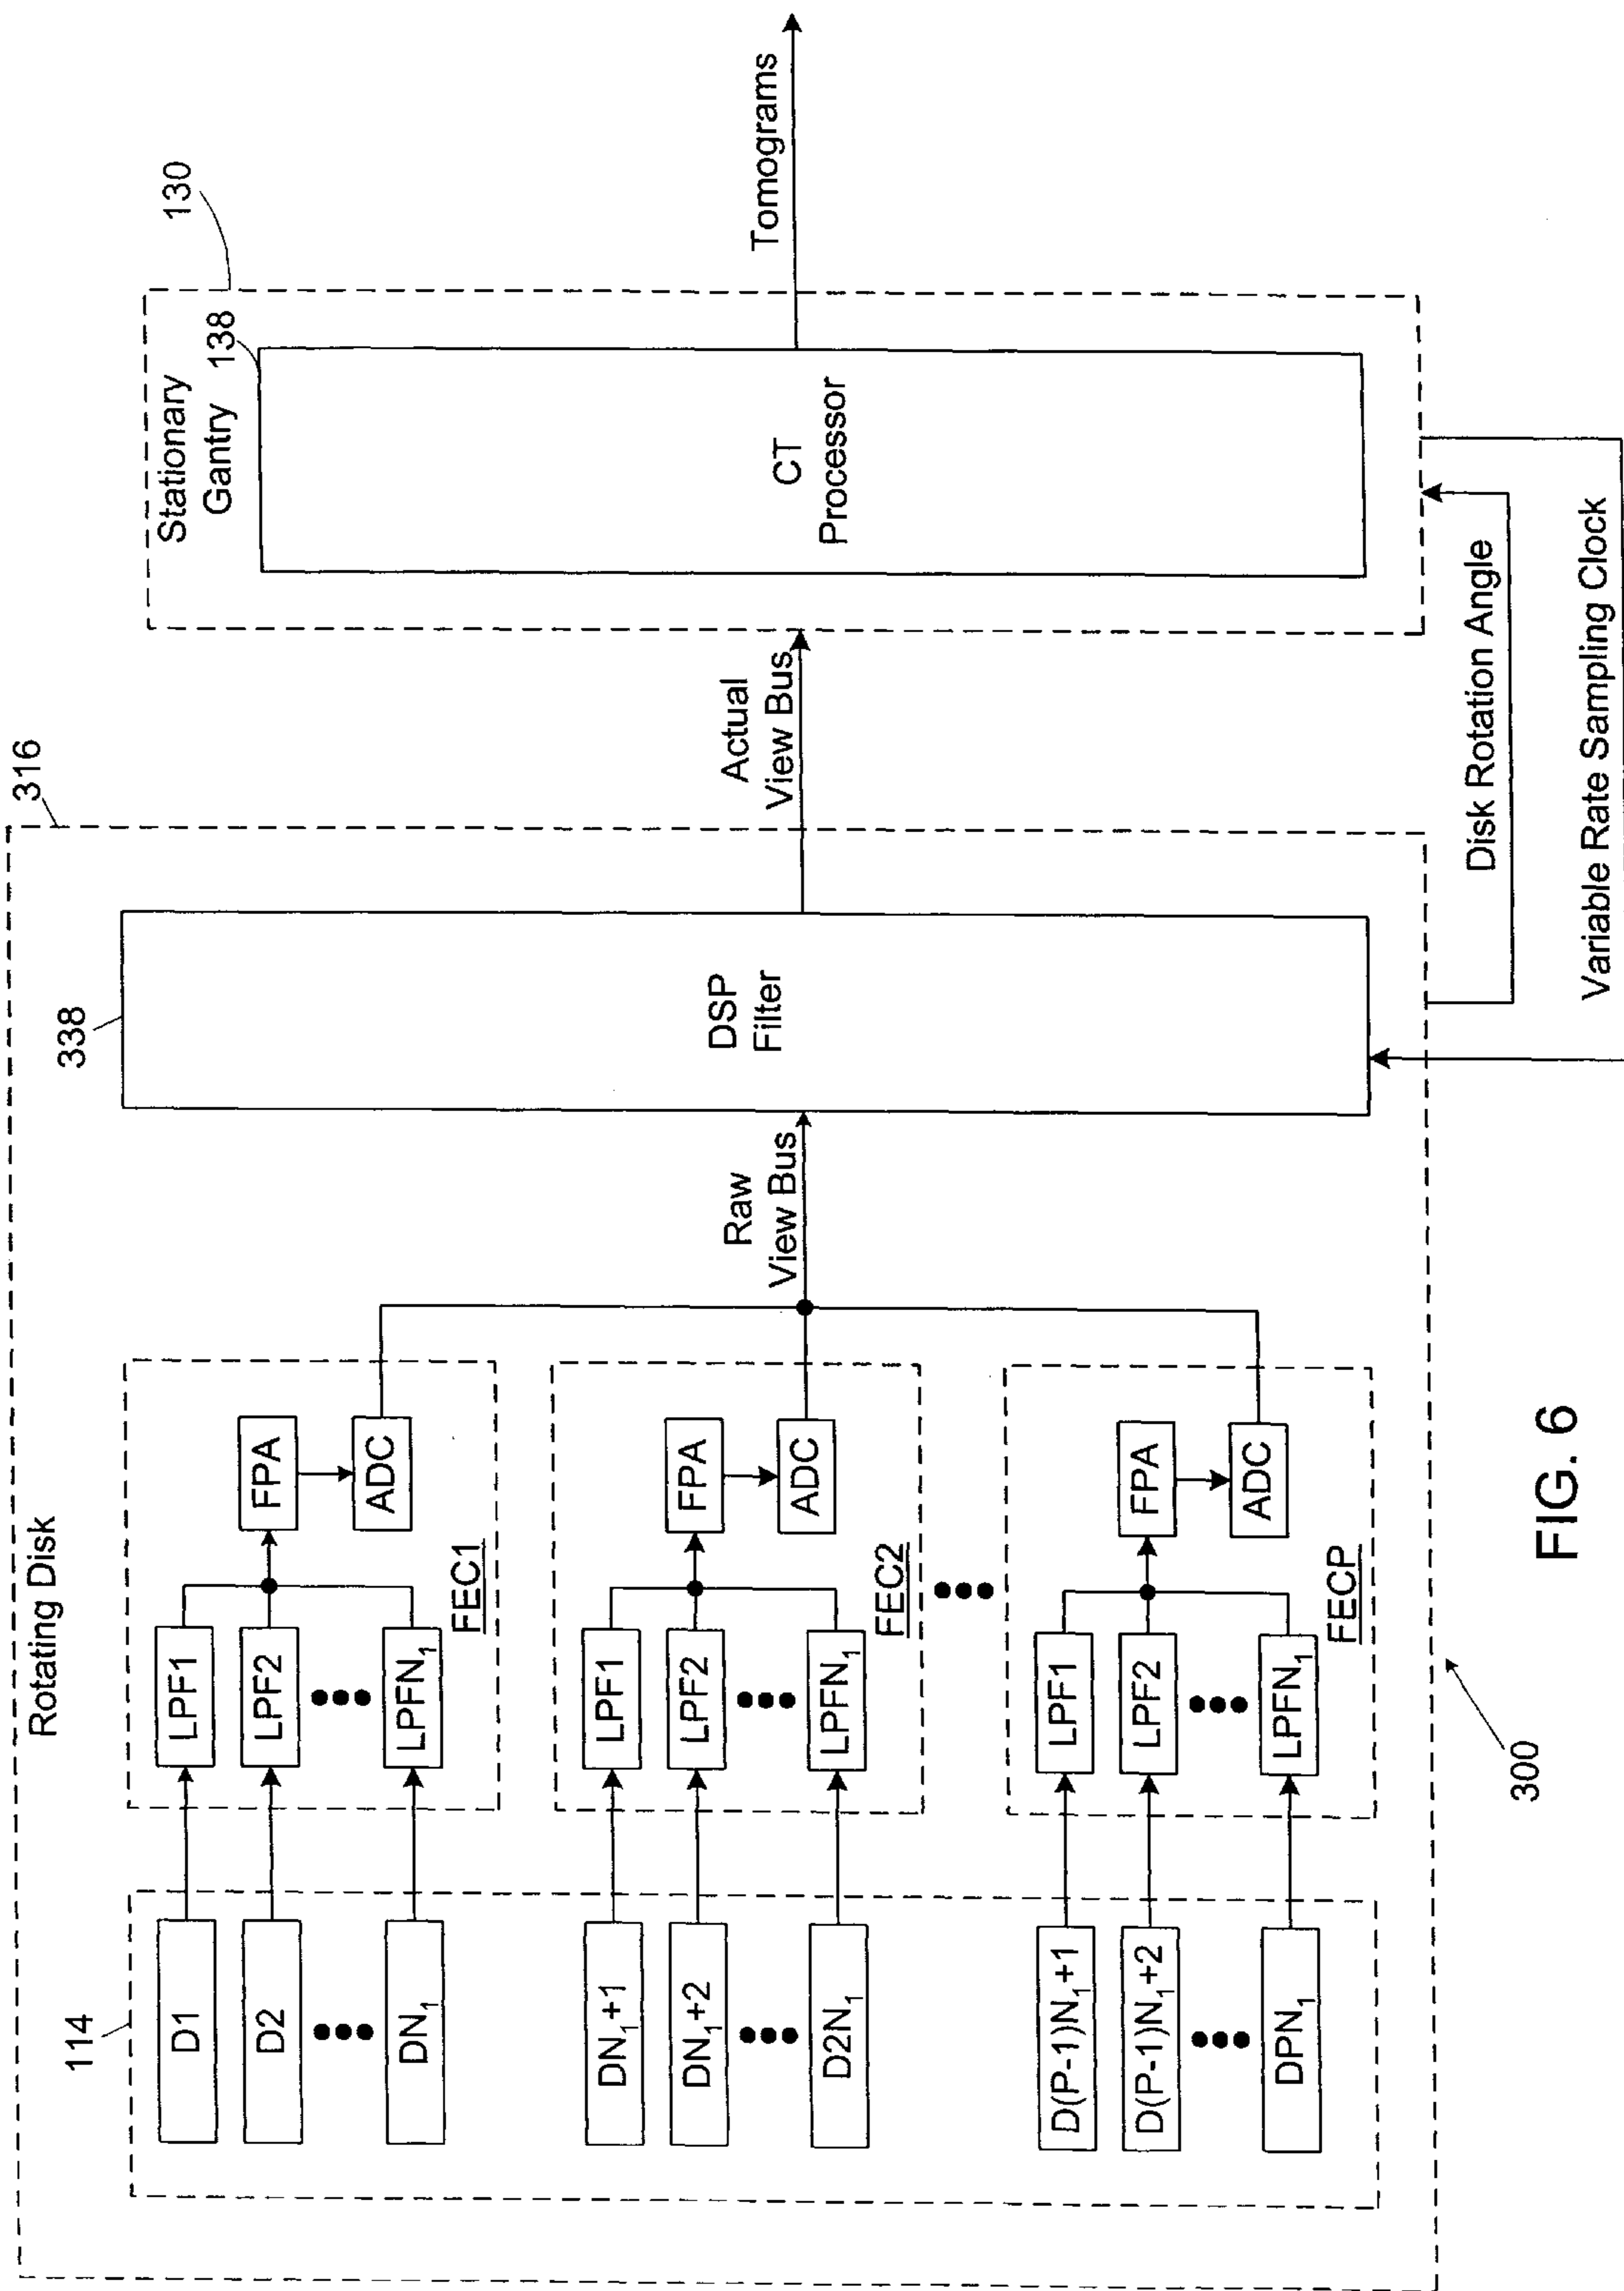 Rotating Disk
316
114
D1
D2
DN₁
DN₁+1
DN₁+2
D2N₁
D(P-1)N₁+1
D(P-1)N₁+2
DPN₁
LPF1
LPF2
LPFN₁
FPA
ADC
FEC1
LPF1
LPF2
LPFN₁
FPA
ADC
FEC2
LPF1
LPF2
LPFN₁
FPA
ADC
FECP
Raw
View Bus
338
DSP
Filter
Actual
View Bus
130
Stationary
Gantry
138
CT
Processor
Tomograms
Disk Rotation Angle
Variable Rate Sampling Clock
300
FIG. 6